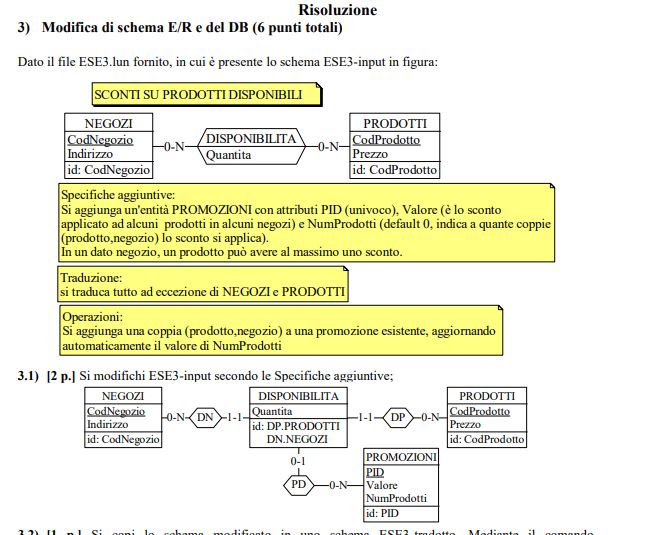 Risoluzione
3) Modifica di schema E/R e del DB (6 punti totali)
Dato il file ESE3.lun fornito, in cui è presente lo schema ESE3-input in figura:
SCONTI SU PRODOTTI DISPONIBILI
NEGOZI
CodNegozio
Indirizzo
id: CodNegozio
0-N
DISPONIBILITA
Quantita
0-N
PRODOTTI
CodProdotto
Prezzo
id: CodProdotto
Specifiche aggiuntive:
Si aggiunga un'entità PROMOZIONI con attributi PID (univoco), Valore (è lo sconto
applicato ad alcuni prodotti in alcuni negozi) e NumProdotti (default 0, indica a quante coppie
(prodotto,negozio) lo sconto si applica).
In un dato negozio, un prodotto può avere al massimo uno sconto.
Traduzione:
si traduca tutto ad eccezione di NEGOZI e PRODOTTI
Operazioni:
Si aggiunga una coppia (prodotto,negozio) a una promozione esistente, aggiornando
automaticamente il valore di NumProdotti
3.1) [2 p.] Si modifichi ESE3-input secondo le Specifiche aggiuntive;
NEGOZI
CodNegozio
Indirizzo
id: CodNegozio
0-N
DN
1-1
DISPONIBILITA
Quantita
id: DP.PRODOTTI
DN.NEGOZI
1-1
DP
0-N
PRODOTTI
CodProdotto
Prezzo
id: CodProdotto
0-1
PD
0-N
PROMOZIONI
PID
Valore
NumProdotti
id: PID
3.2) [1 p.] Si copi lo schema modificato in uno schema ESE3-tradotto. Mediante il comando